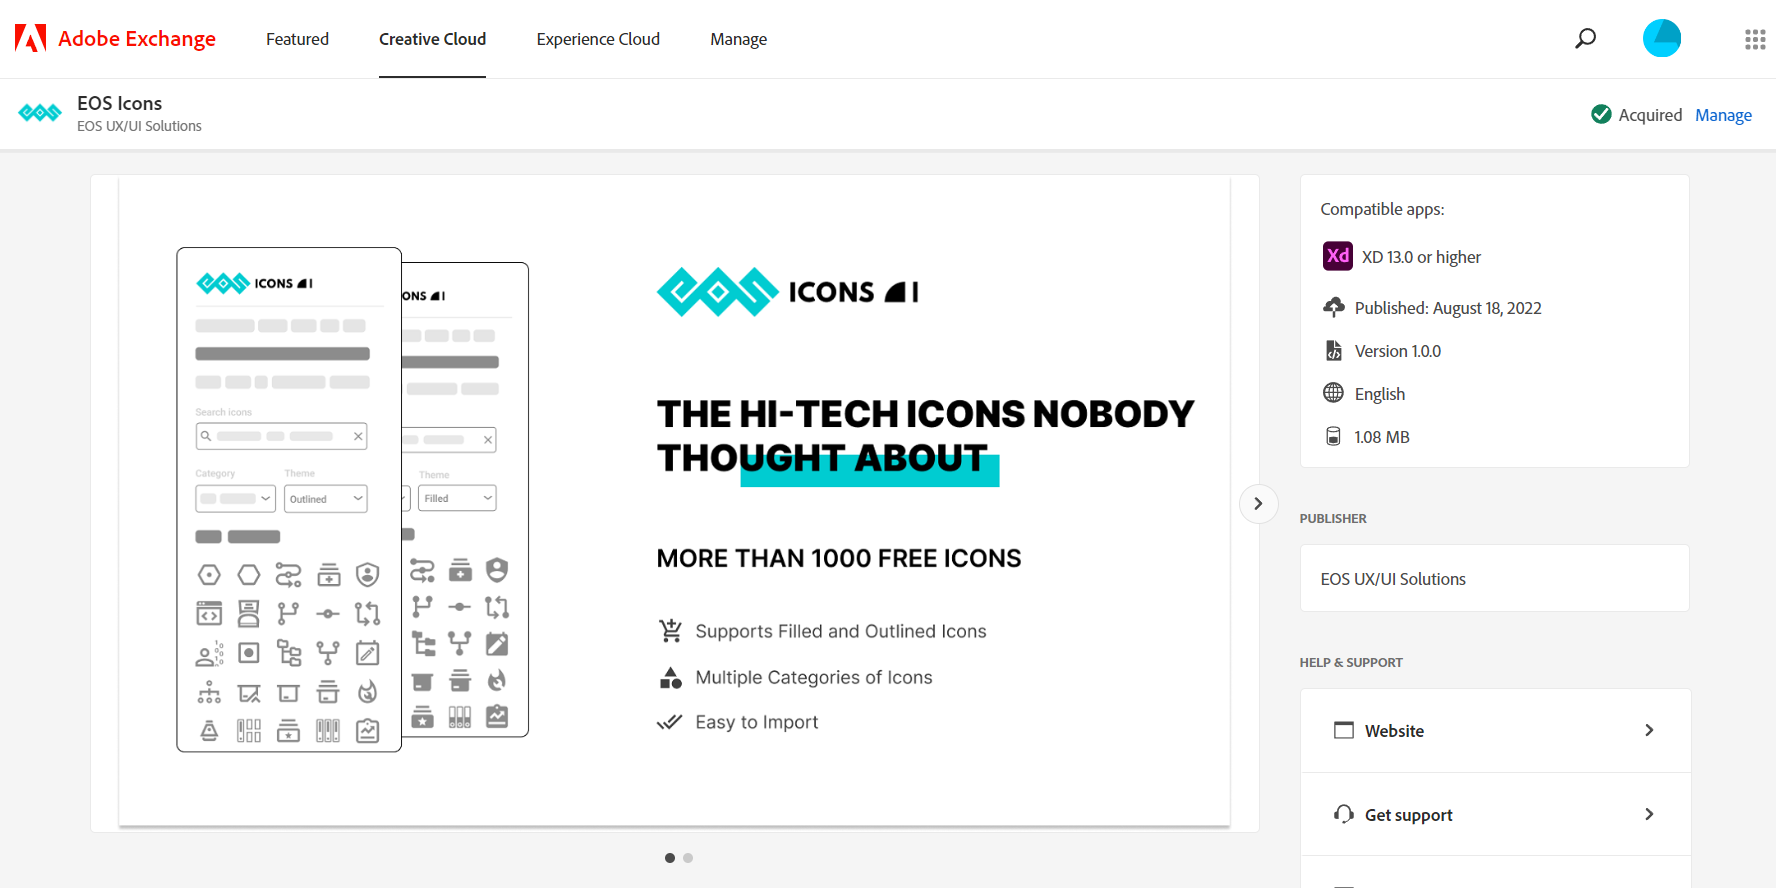 Adobe Exchange
Featured
Creative Cloud
Experience Cloud
Manage
EOS Icons
EOS UX/UI Solutions
Acquired
Manage
ICONS
Search icons
Category
Theme
Outlined
ONS
Theme
Filled
eos ICONS
THE HI-TECH ICONS NOBODY
THOUGHT ABOUT
MORE THAN 1000 FREE ICONS
Supports Filled and Outlined Icons
Multiple Categories of Icons
Easy to Import
Compatible apps:
Xd XD 13.0 or higher
Published: August 18, 2022
Version 1.0.0
English
1.08 MB
PUBLISHER
EOS UX/UI Solutions
HELP & SUPPORT
Website
Get support